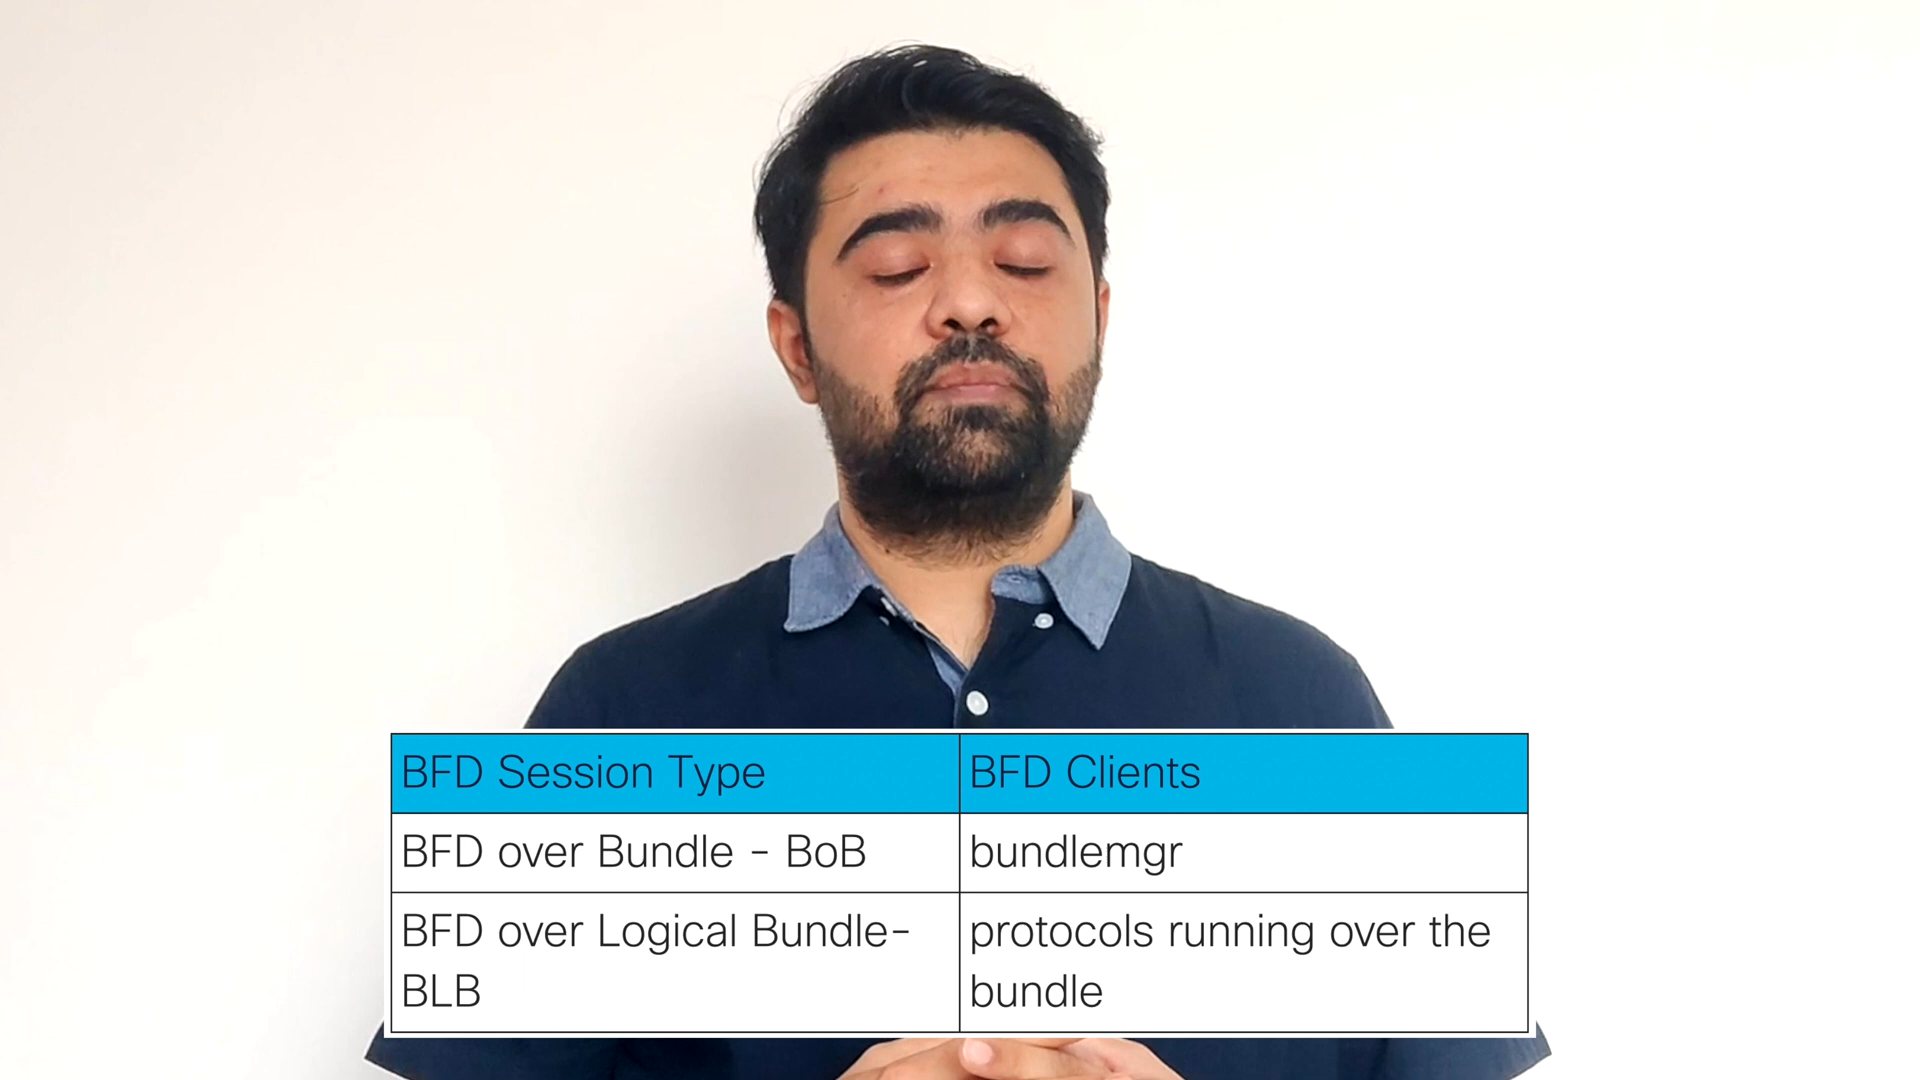 BFD Session Type
BFD Clients
BFD over Bundle - BoB
bundlemgr
BFD over Logical Bundle-
BLB
protocols running over the
bundle